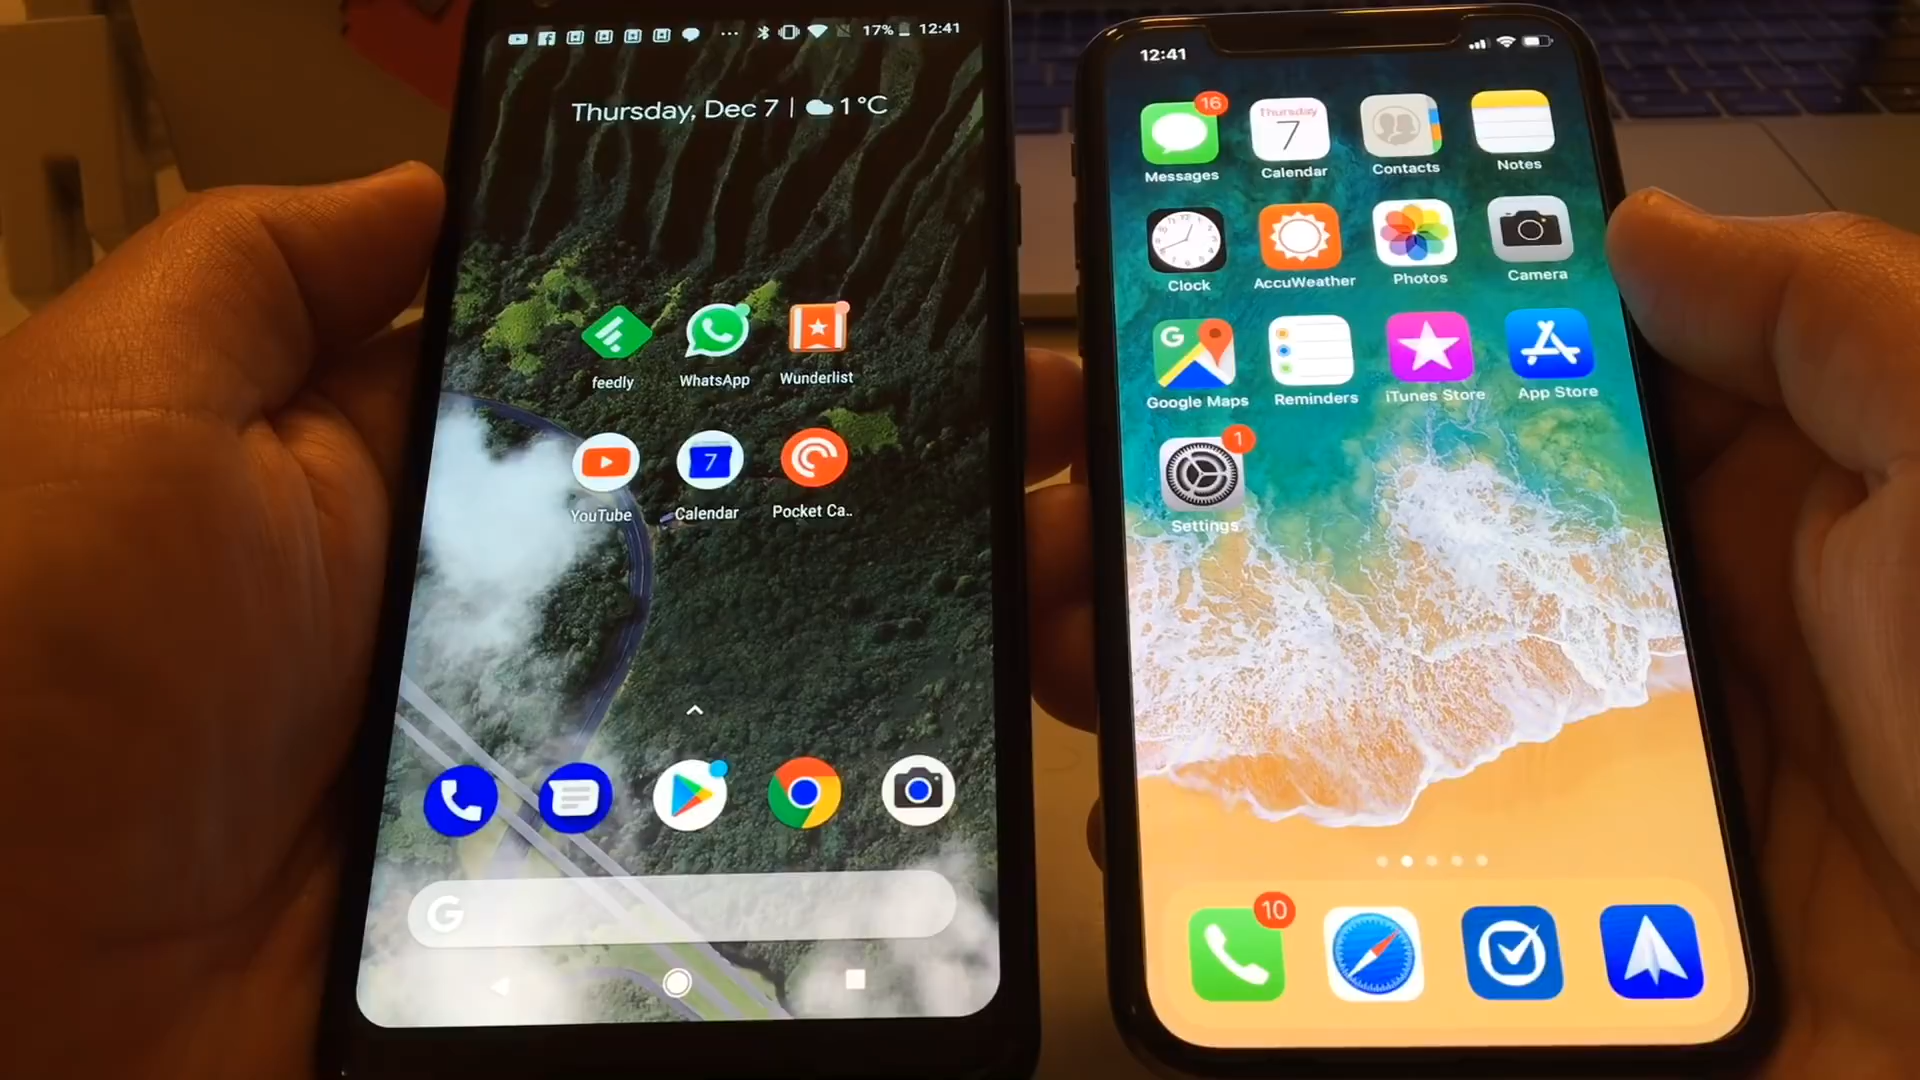 17% 12:41
Thursday, Dec 7 | 1 °C
feedly WhatsApp Wunderlist
7
YouTube Calendar Pocket Ca..
G
12:41
16 Thursday 7
Messages Calendar Contacts Notes
Clock AccuWeather Photos Camera
G
Google Maps Reminders iTunes Store App Store
1
Settings
10